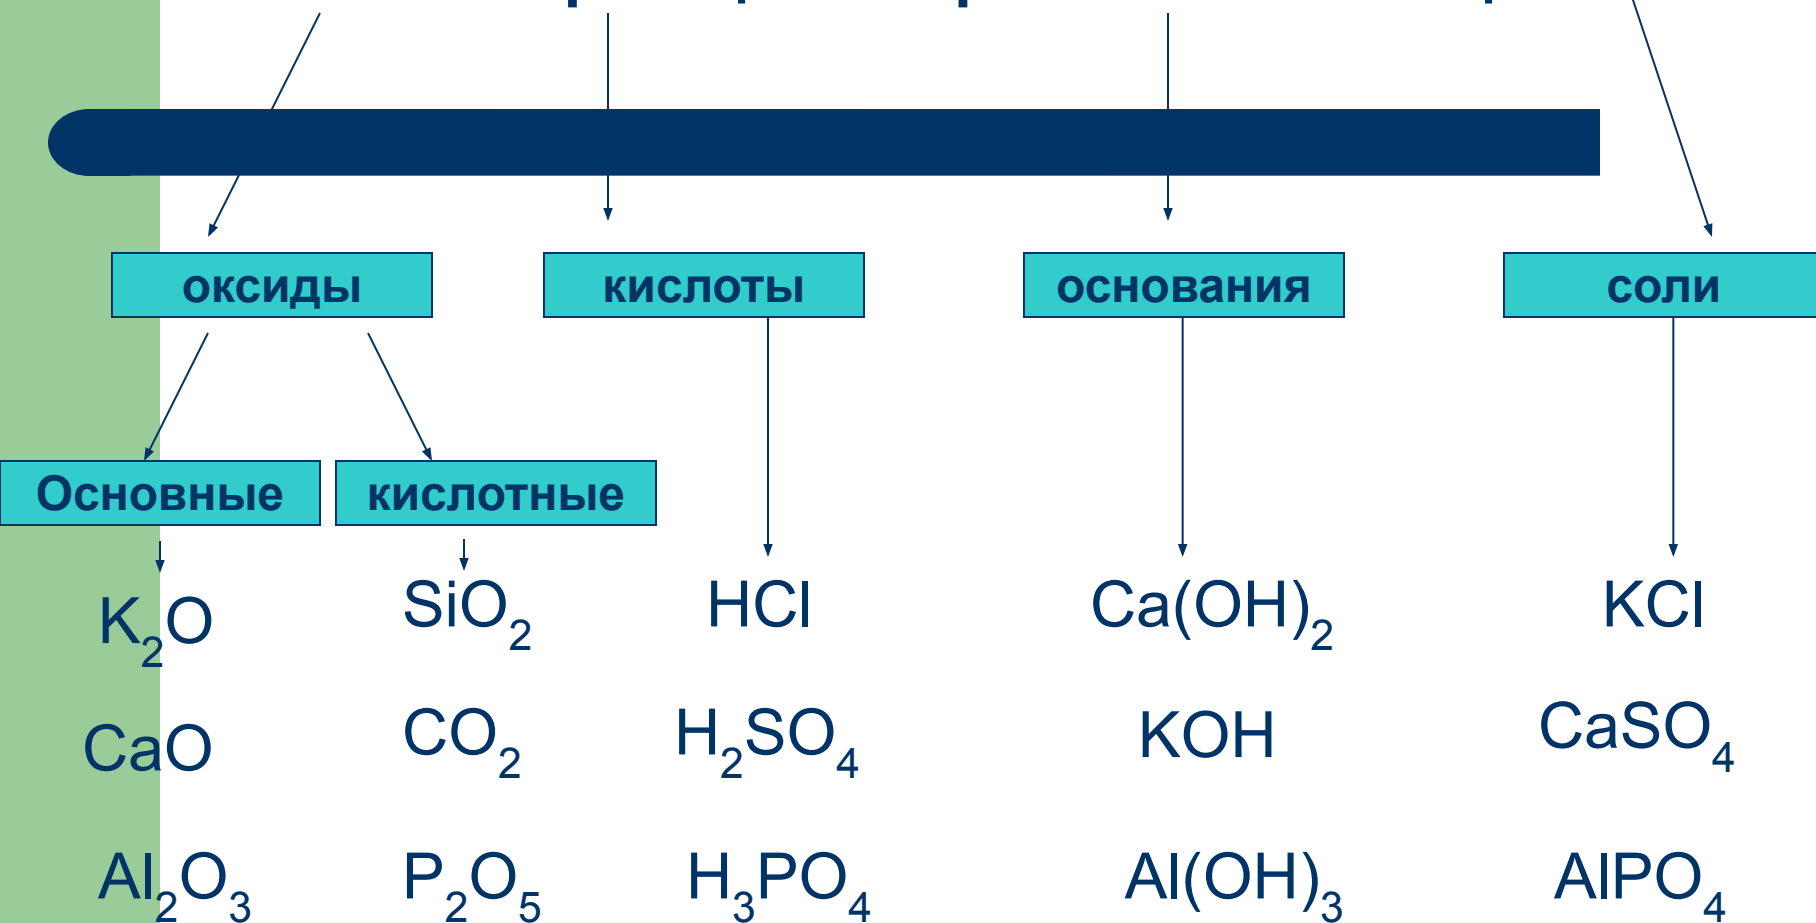 оксиды кислоты основания соли
Основные кислотные
K₂O SiO₂ HCl Ca(OH)₂ KCl
CaO CO₂ H₂SO₄ KOH CaSO₄
Al₂O₃ P₂O₅ H₃PO₄ Al(OH)₃ AlPO₄